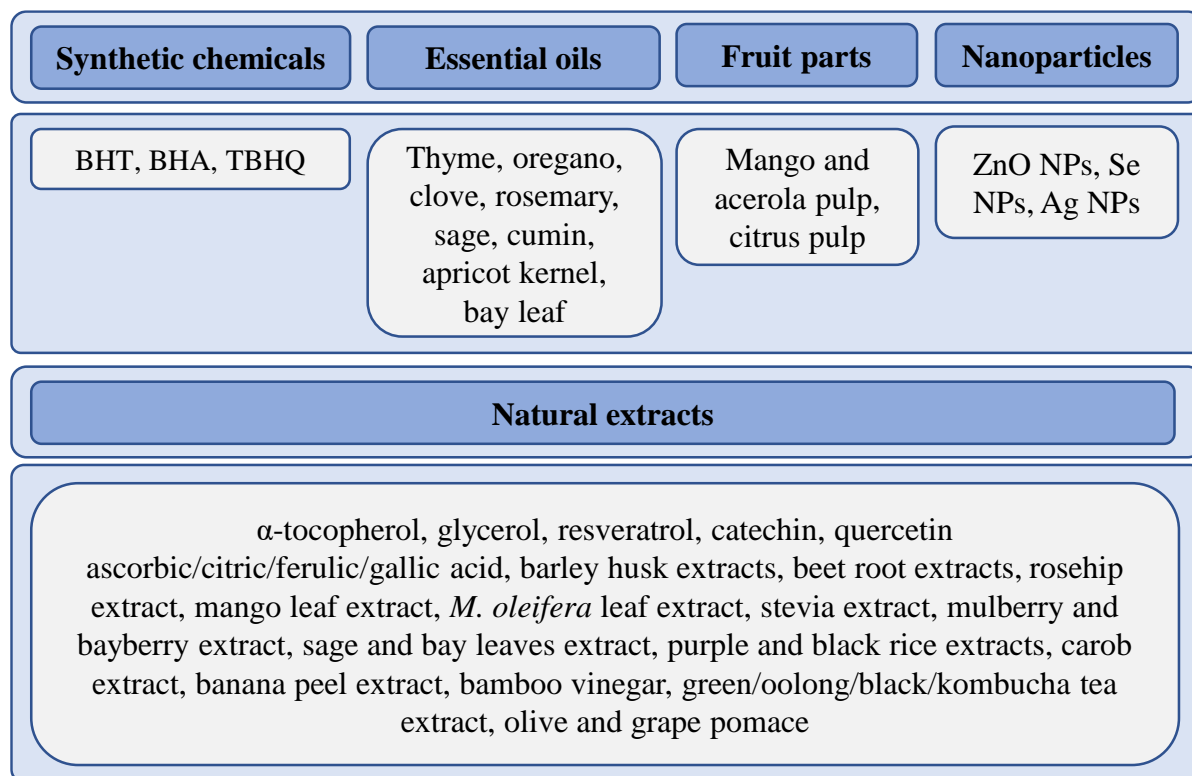 Synthetic chemicals
Essential oils
Fruit parts
Nanoparticles
BHT, BHA, TBHQ
Thyme, oregano,
clove, rosemary,
sage, cumin,
apricot kernel,
bay leaf
Mango and
acerola pulp,
citrus pulp
ZnO NPs, Se
NPs, Ag NPs
Natural extracts
α-tocopherol, glycerol, resveratrol, catechin, quercetin
ascorbic/citric/ferulic/gallic acid, barley husk extracts, beet root extracts, rosehip
extract, mango leaf extract, M. oleifera leaf extract, stevia extract, mulberry and
bayberry extract, sage and bay leaves extract, purple and black rice extracts, carob
extract, banana peel extract, bamboo vinegar, green/oolong/black/kombucha tea
extract, olive and grape pomace